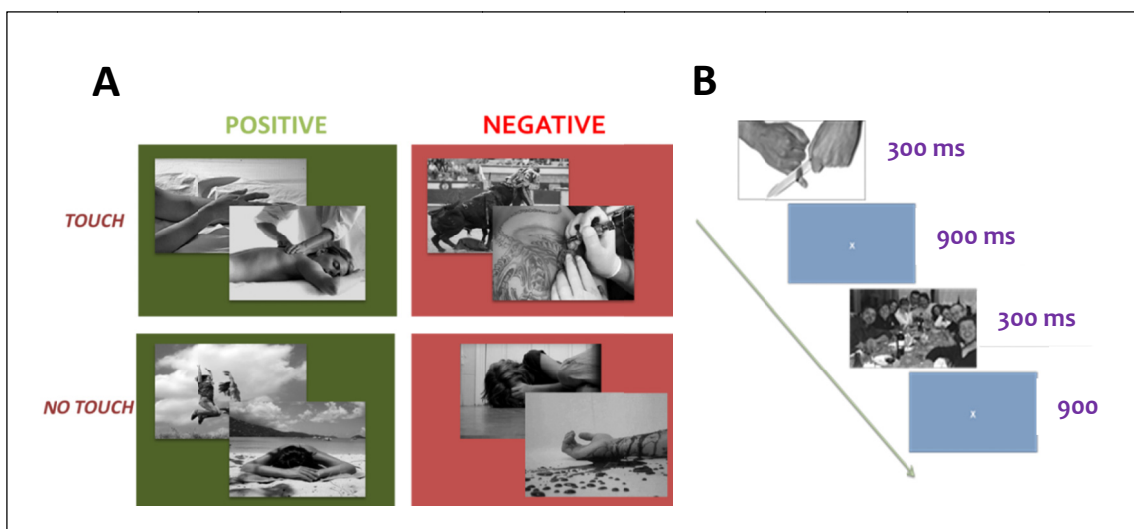 A
POSITIVE
NEGATIVE
TOUCH
NO TOUCH
B
300 ms
X
900 ms
300 ms
X
900